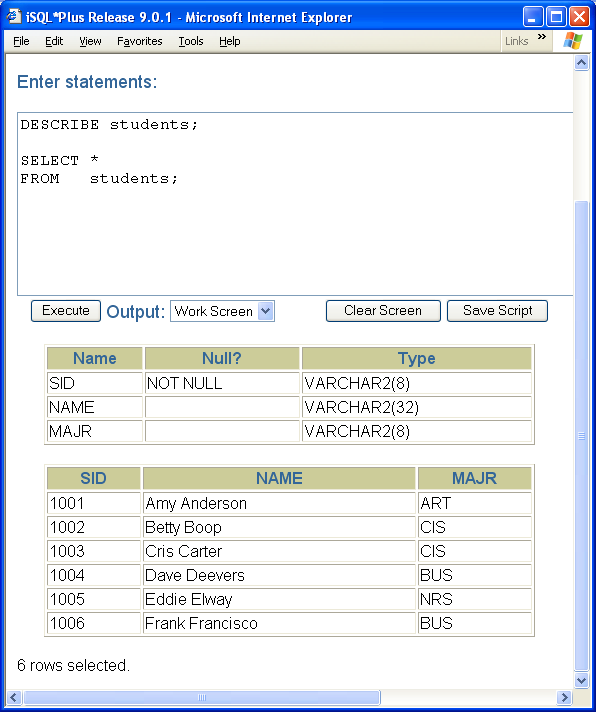 iSQL*Plus Release 9.0.1 - Microsoft Internet Explorer
File Edit View Favorites Tools Help Links »
Enter statements:
DESCRIBE students;
SELECT *
FROM students;
Execute Output: Work Screen Clear Screen Save Script
Name Null? Type
SID NOT NULL VARCHAR2(8)
NAME VARCHAR2(32)
MAJR VARCHAR2(8)
SID NAME MAJR
1001 Amy Anderson ART
1002 Betty Boop CIS
1003 Cris Carter CIS
1004 Dave Deevers BUS
1005 Eddie Elway NRS
1006 Frank Francisco BUS
6 rows selected.